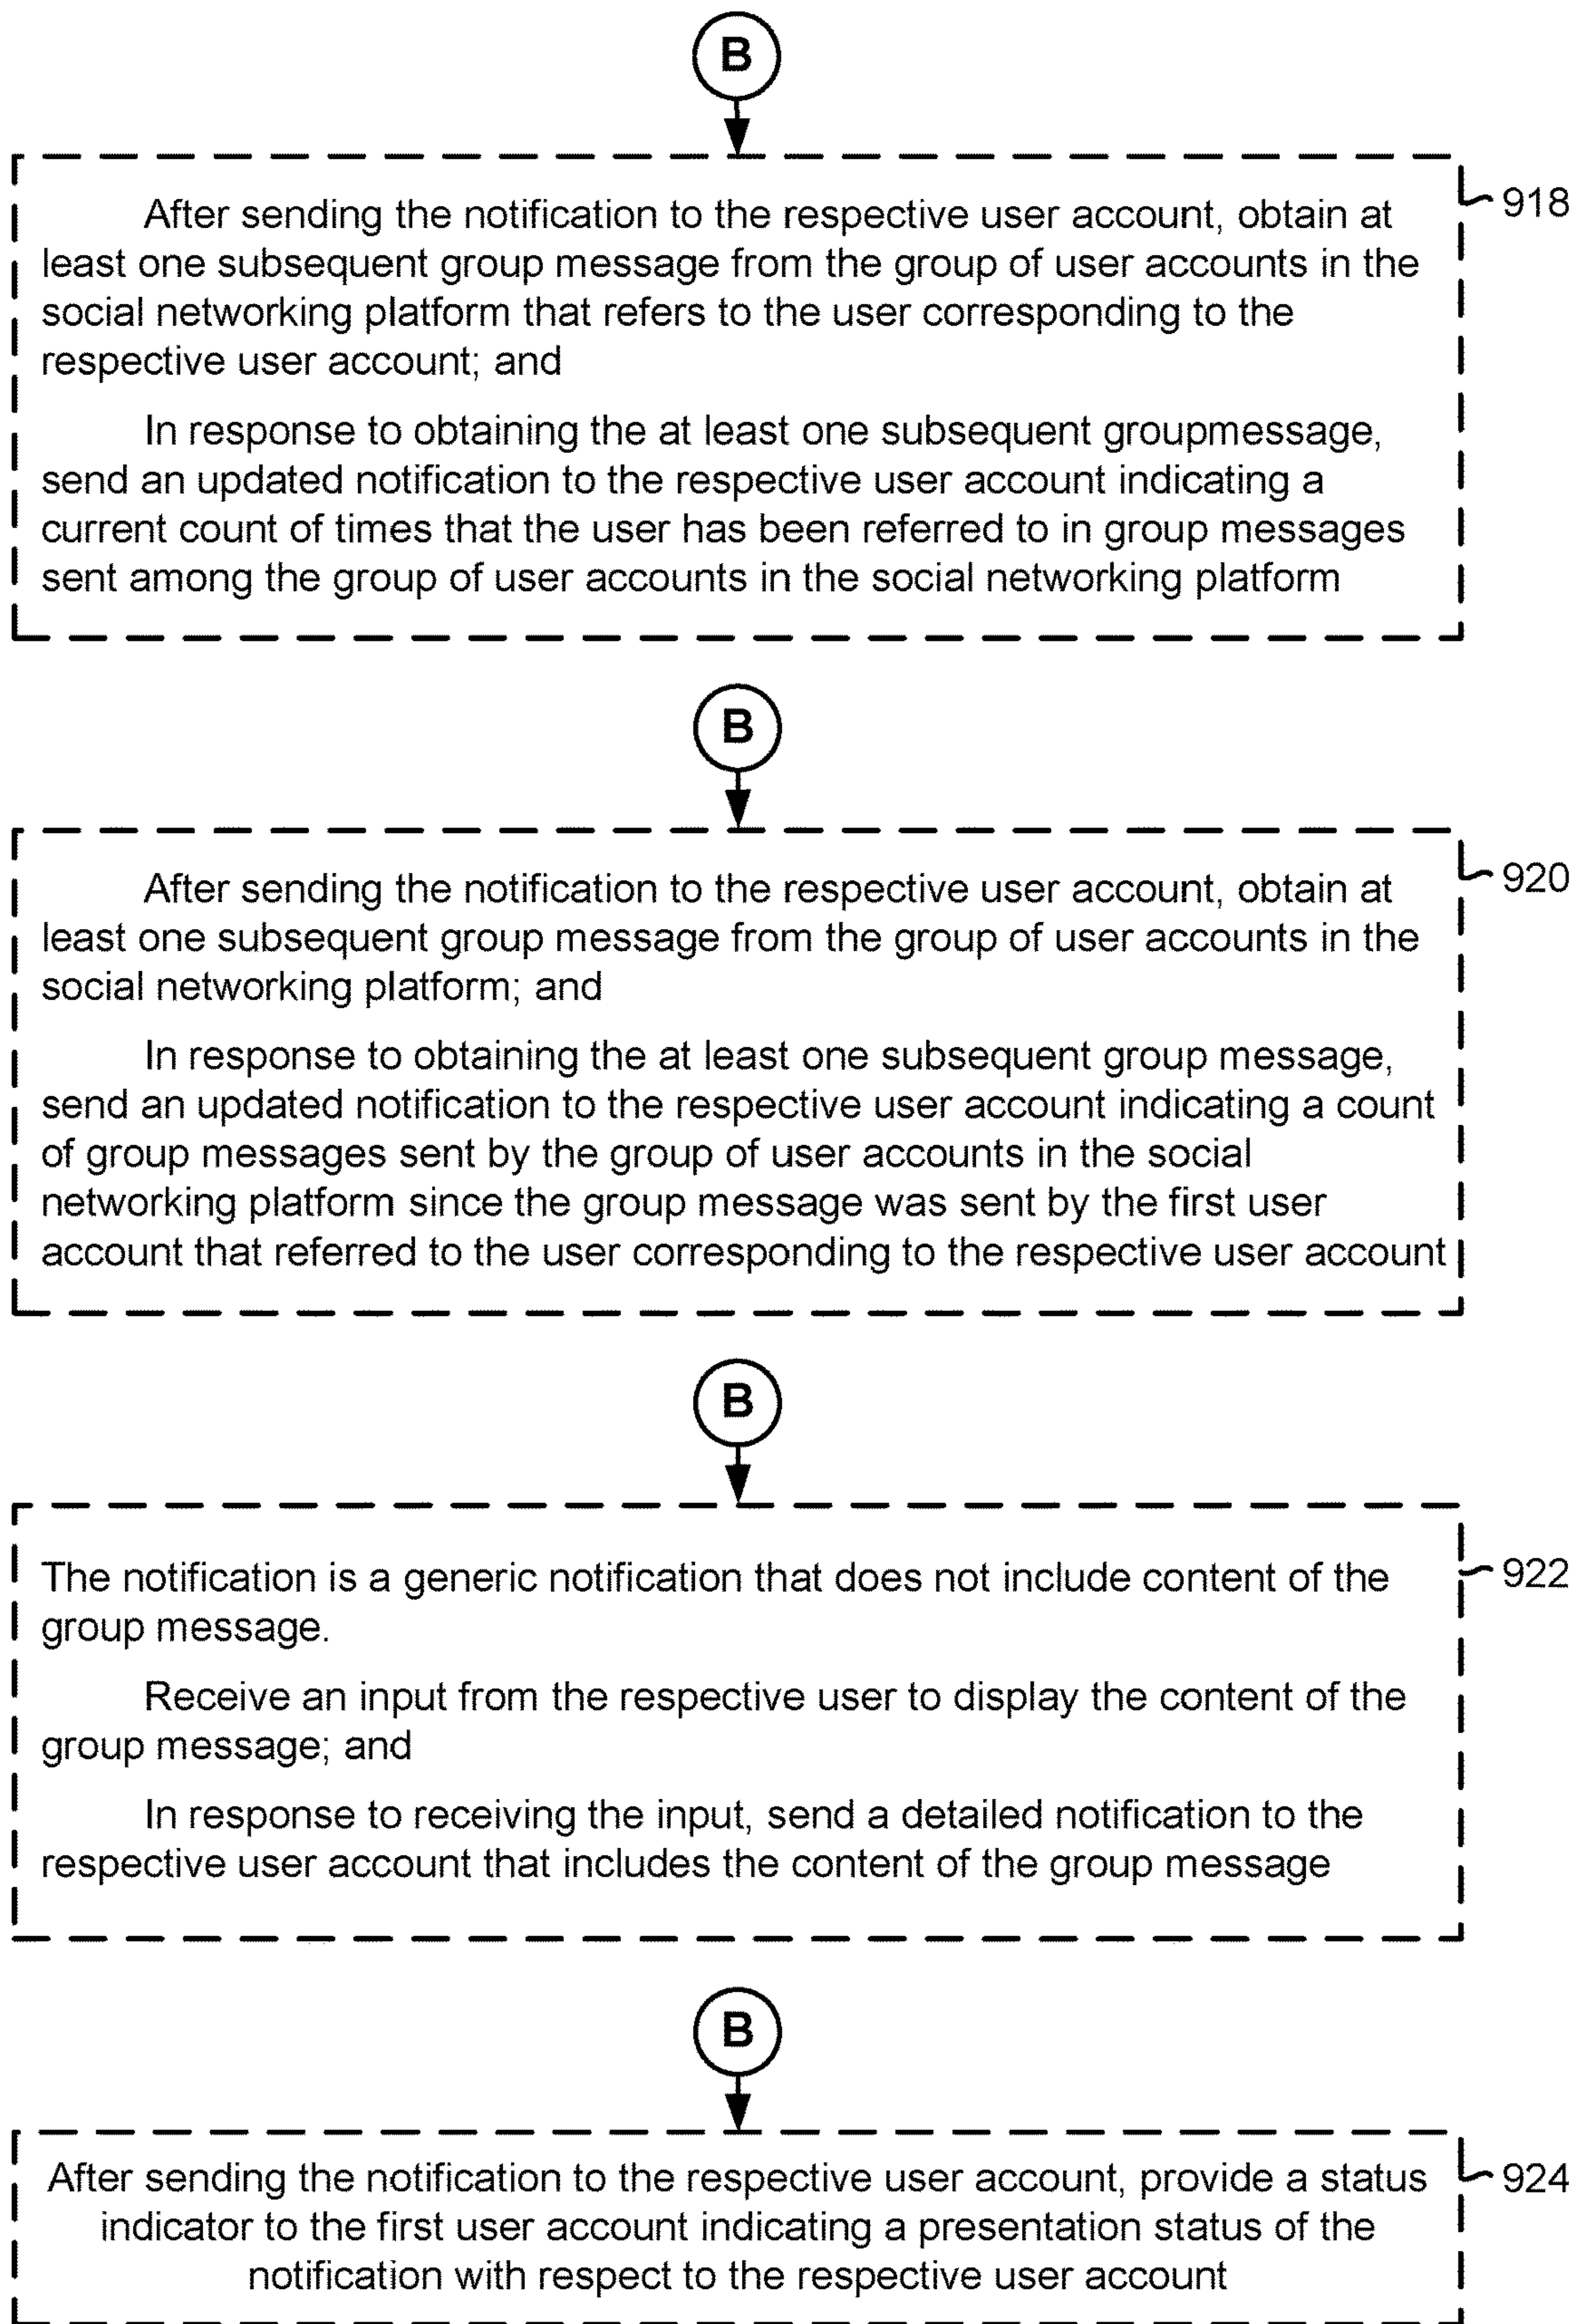 B
918
After sending the notification to the respective user account, obtain at
least one subsequent group message from the group of user accounts in the
social networking platform that refers to the user corresponding to the
respective user account; and
In response to obtaining the at least one subsequent groupmessage,
send an updated notification to the respective user account indicating a
current count of times that the user has been referred to in group messages
sent among the group of user accounts in the social networking platform
B
920
After sending the notification to the respective user account, obtain at
least one subsequent group message from the group of user accounts in the
social networking platform; and
In response to obtaining the at least one subsequent group message,
send an updated notification to the respective user account indicating a count
of group messages sent by the group of user accounts in the social
networking platform since the group message was sent by the first user
account that referred to the user corresponding to the respective user account
B
922
The notification is a generic notification that does not include content of the
group message.
Receive an input from the respective user to display the content of the
group message; and
In response to receiving the input, send a detailed notification to the
respective user account that includes the content of the group message
B
924
After sending the notification to the respective user account, provide a status
indicator to the first user account indicating a presentation status of the
notification with respect to the respective user account